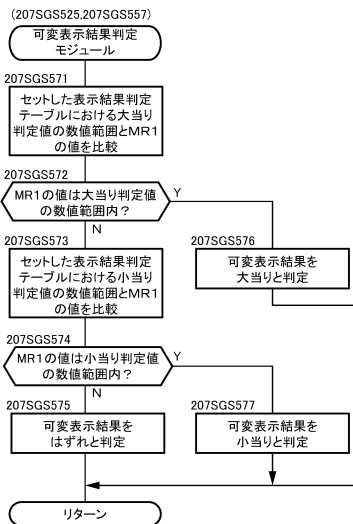 (207SGS525,207SGS557)
可変表示結果判定
モジュール
207SGS571
セットした表示結果判定
テーブルにおける大当り
判定値の数値範囲とMR1
の値を比較
207SGS572
MR1の値は大当り判定値
の数値範囲内？
Y
N
207SGS573
セットした表示結果判定
テーブルにおける小当り
判定値の数値範囲とMR1
の値を比較
207SGS576
可変表示結果を
大当りと判定
207SGS574
MR1の値は小当り判定値
の数値範囲内？
Y
N
207SGS575
可変表示結果を
はずれと判定
207SGS577
可変表示結果を
小当りと判定
リターン